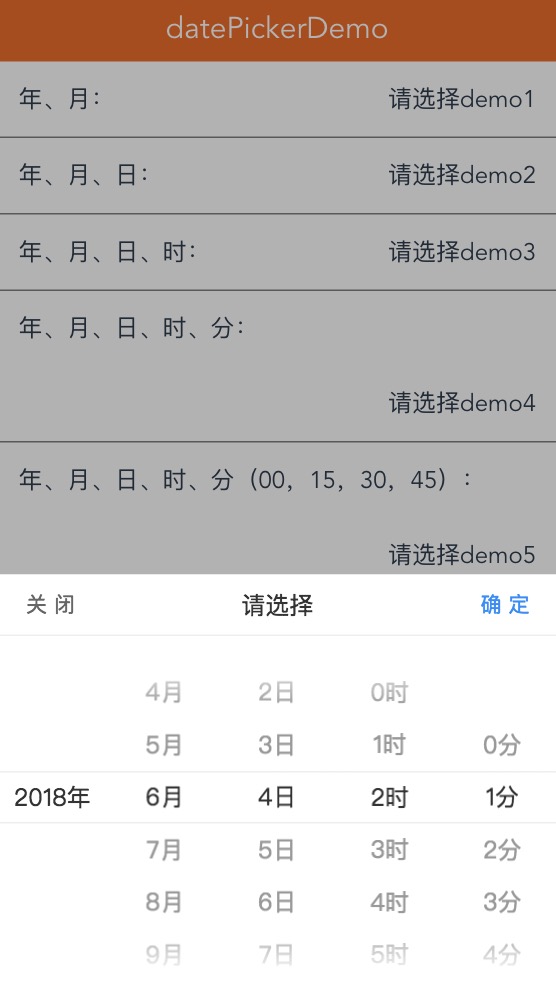 datePickerDemo
年、月： 请选择demo1
年、月、日： 请选择demo2
年、月、日、时： 请选择demo3
年、月、日、时、分：
请选择demo4
年、月、日、时、分（00，15，30，45）：
请选择demo5
关 闭 请选择 确 定
4月 2日 0时
5月 3日 1时 0分
2018年 6月 4日 2时 1分
7月 5日 3时 2分
8月 6日 4时 3分
9月 7日 5时 4分